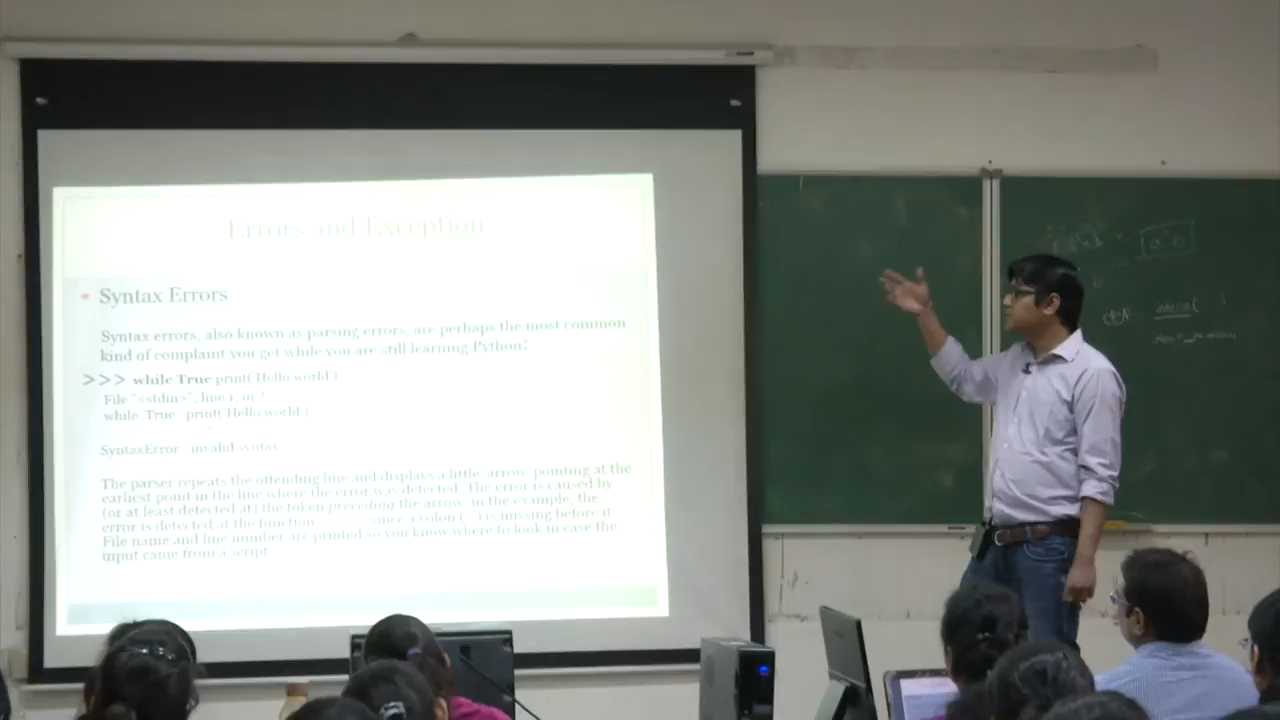 Errors and Exception
• Syntax Errors
Syntax errors, also known as parsing errors, are perhaps the most common
kind of complaint you get while you are still learning Python:
>>> while True print( Hello world )
File "<stdin>", line 1, in ?
while True print( Hello world )
SyntaxError invalid syntax
The parser repeats the offending line and displays a little arrow pointing at the
earliest point in the line where the error was detected. The error is caused by
(or at least detected at) the token preceding the arrow in the example, the
error is detected at the function since a colon ( ) is missing before it
File name and line number are printed so you know where to look in case the
input came from a script